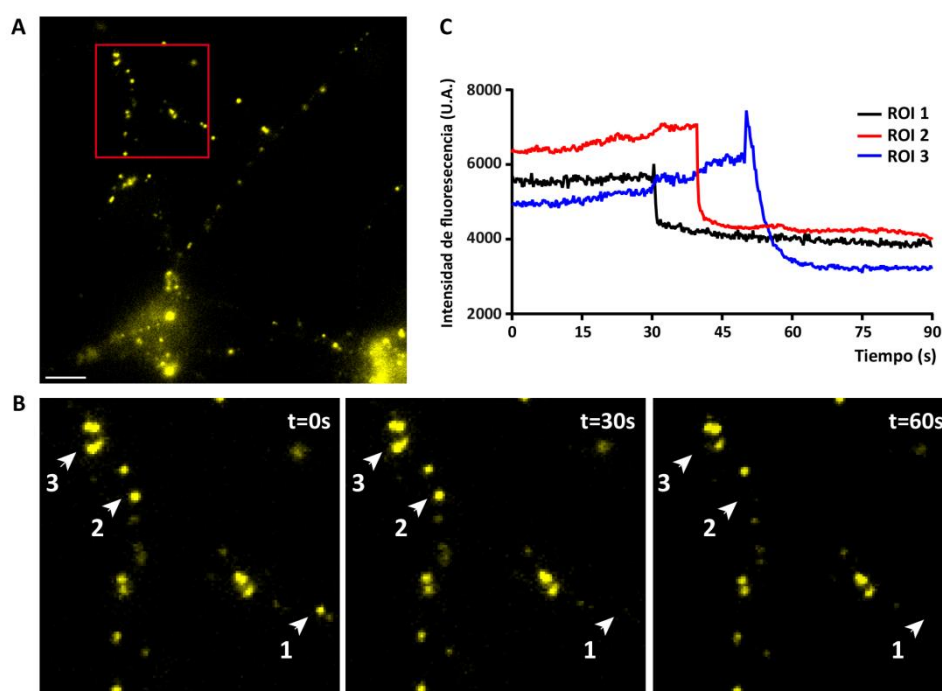 A
C
Intensidad de fluorescencia (U.A.)
8000
6000
4000
2000
0
15
30
45
60
75
90
Tiempo (s)
ROI 1
ROI 2
ROI 3
B
t=0s
3
2
1
t=30s
3
2
1
t=60s
3
2
1